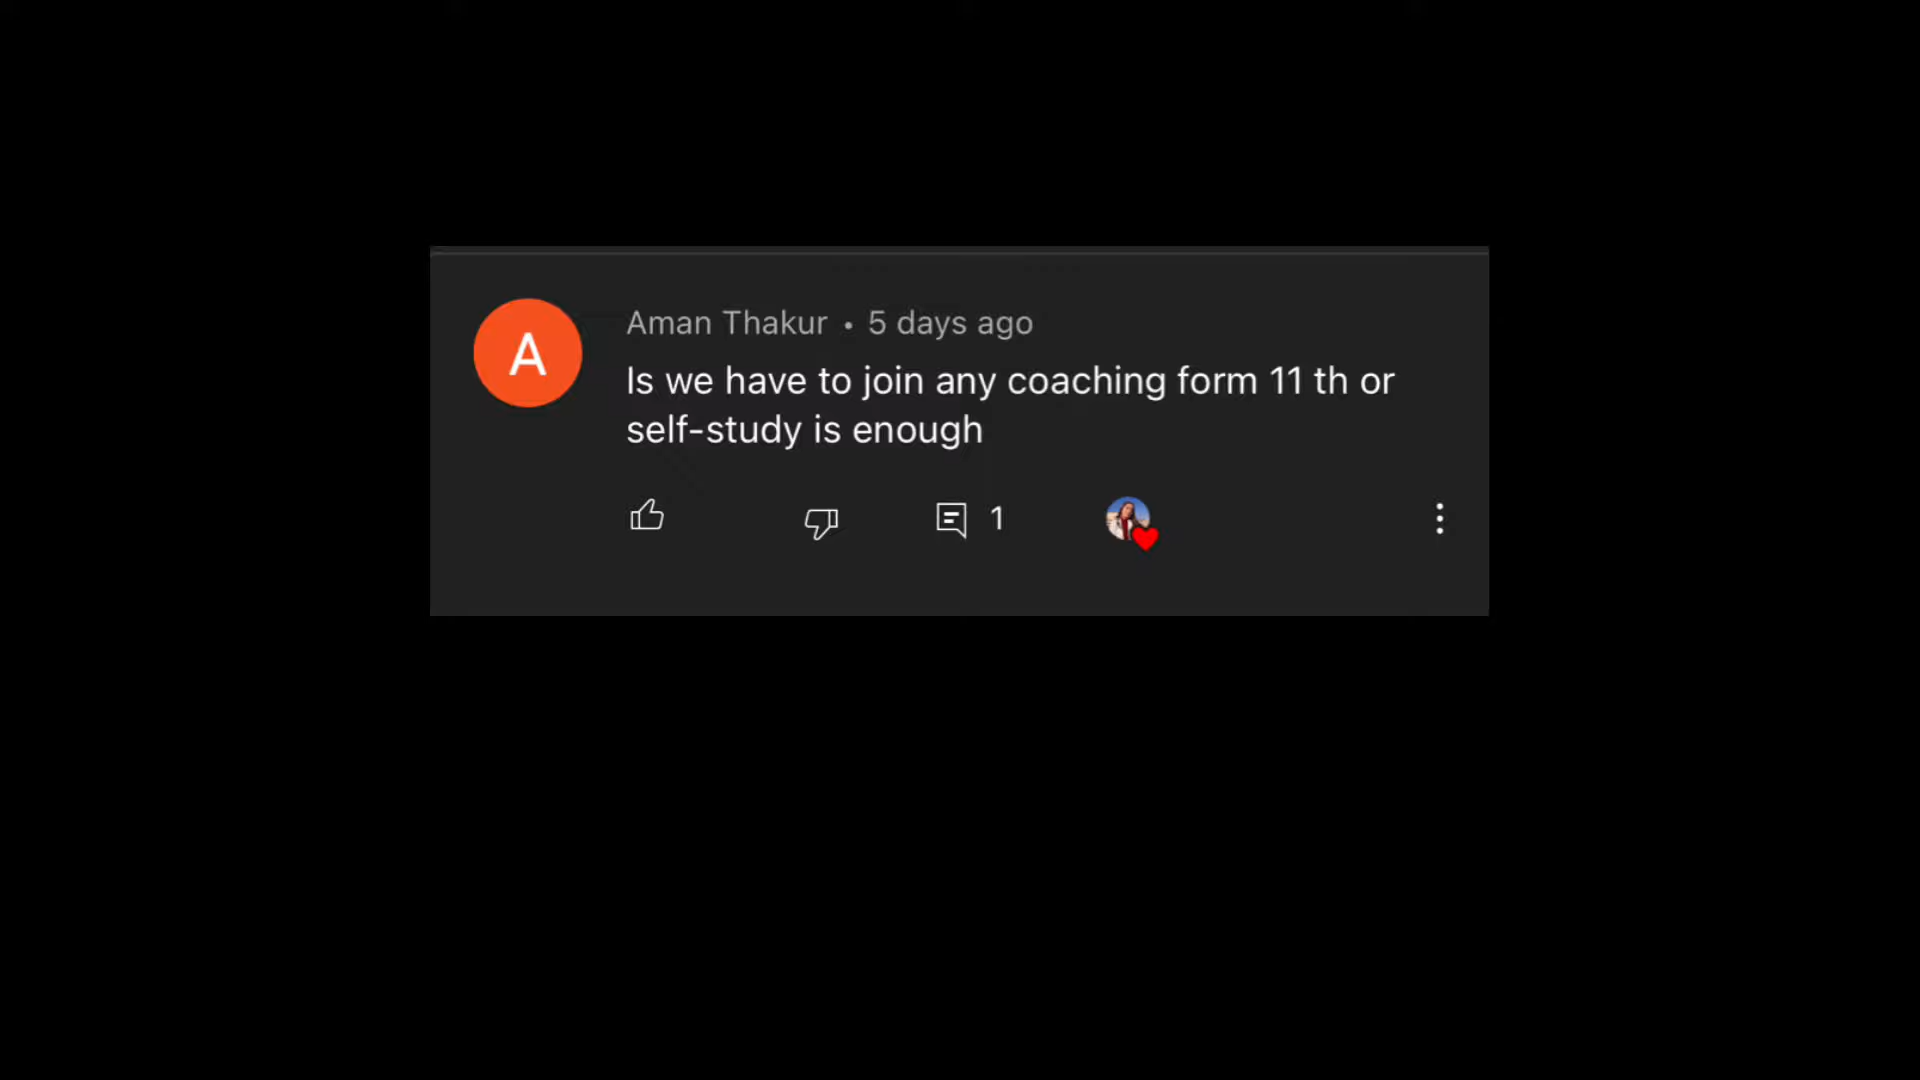 A
Aman Thakur • 5 days ago
Is we have to join any coaching form 11 th or
self-study is enough
1